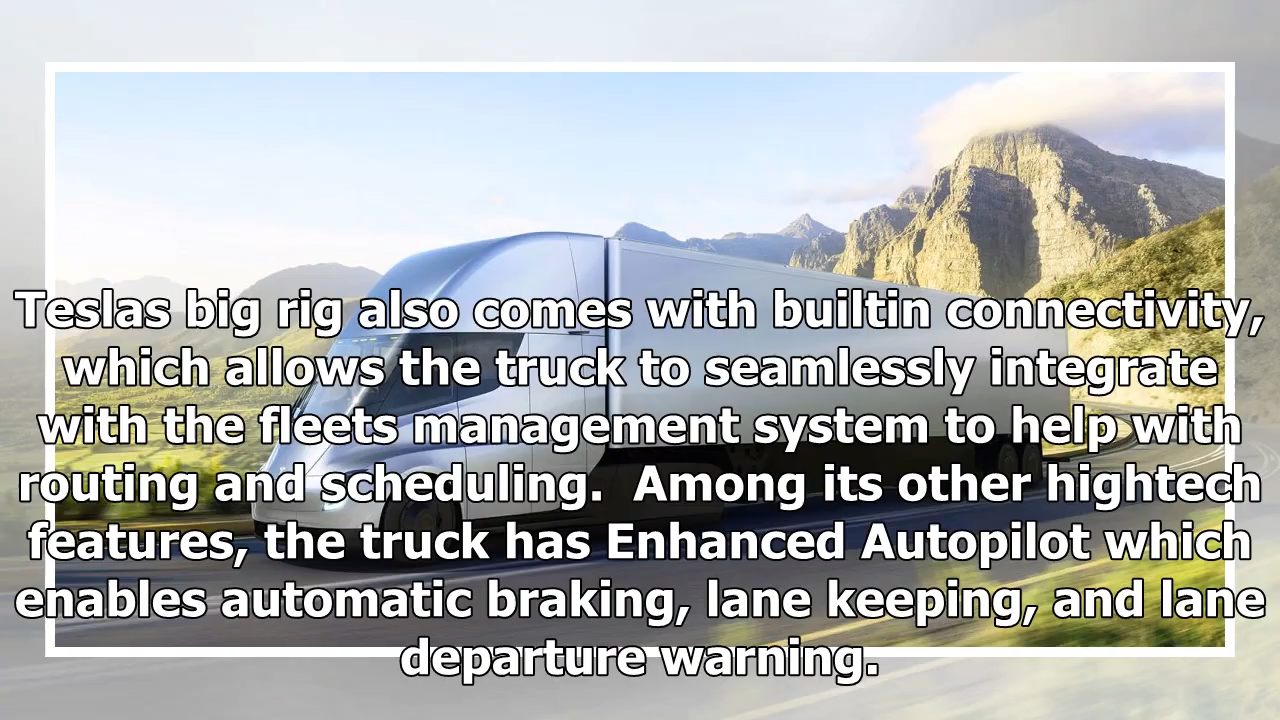 Teslas big rig also comes with builtin connectivity,
which allows the truck to seamlessly integrate
with the fleets management system to help with
routing and scheduling.  Among its other hightech
features, the truck has Enhanced Autopilot which
enables automatic braking, lane keeping, and lane
departure warning.